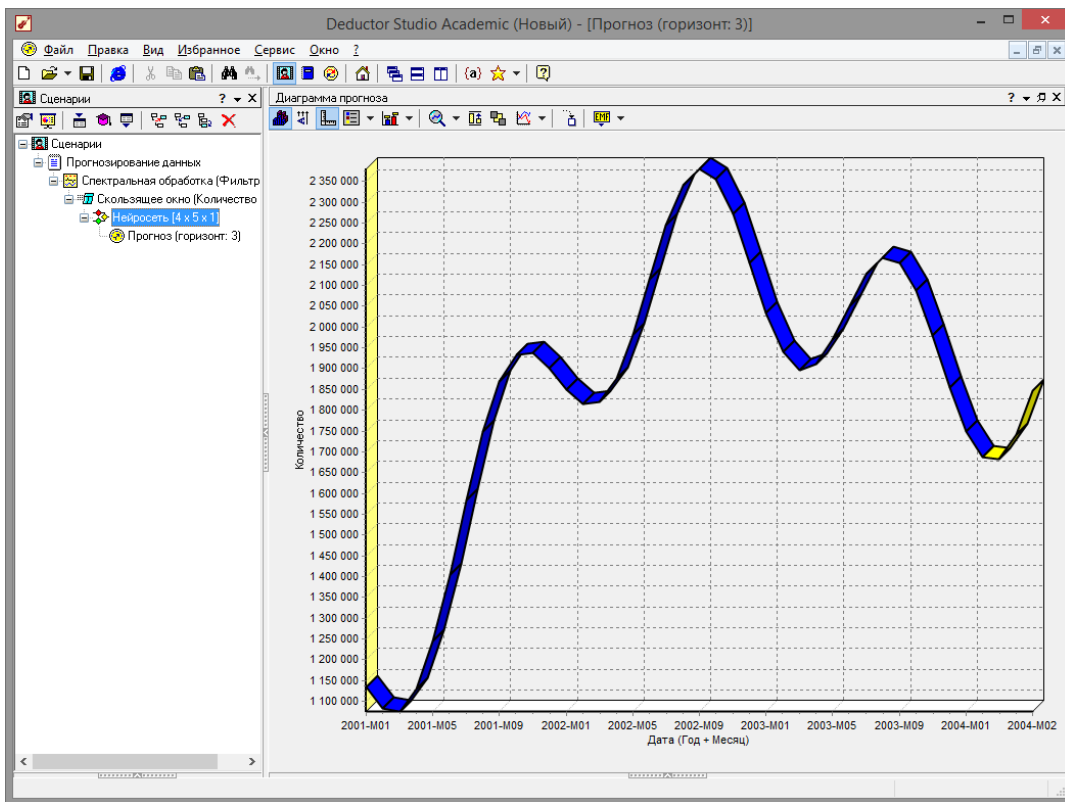 Deductor Studio Academic (Новый) - [Прогноз (горизонт: 3)]
Файл Правка Вид Избранное Сервис Окно ?
{a}
Сценарии ?
Диаграмма прогноза ?
EMF
Сценарии
Прогнозирование данных
Спектральная обработка (Фильтр
Скользящее окно (Количество
Нейросеть [4 x 5 x 1]
Прогноз (горизонт: 3)
Количество
2 350 000
2 300 000
2 250 000
2 200 000
2 150 000
2 100 000
2 050 000
2 000 000
1 950 000
1 900 000
1 850 000
1 800 000
1 750 000
1 700 000
1 650 000
1 600 000
1 550 000
1 500 000
1 450 000
1 400 000
1 350 000
1 300 000
1 250 000
1 200 000
1 150 000
1 100 000
2001-M01 2001-M05 2001-M09 2002-M01 2002-M05 2002-M09 2003-M01 2003-M05 2003-M09 2004-M01 2004-M02
Дата (Год + Месяц)